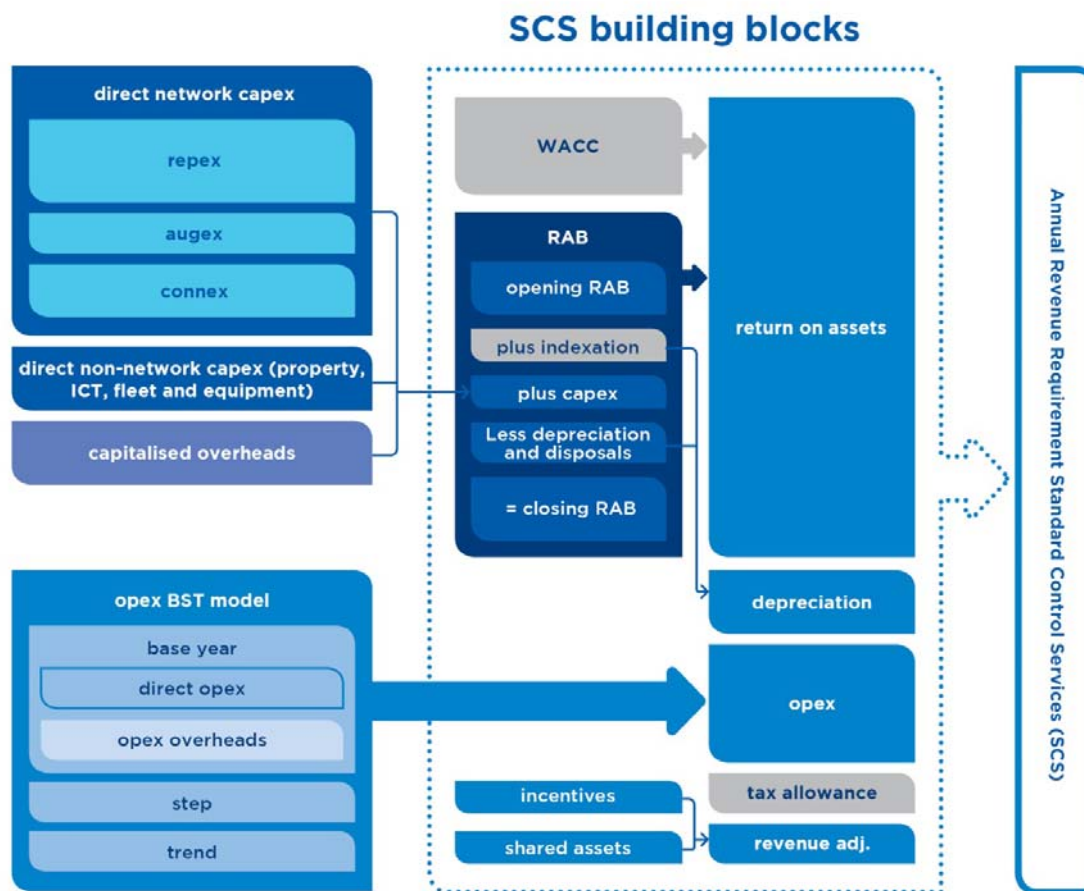 SCS building blocks
direct network capex
repex
augex
connex
direct non-network capex (property,
ICT, fleet and equipment)
capitalised overheads
opex BST model
base year
direct opex
opex overheads
step
trend
WACC
RAB
opening RAB
plus indexation
plus capex
Less depreciation
and disposals
= closing RAB
incentives
shared assets
return on assets
depreciation
opex
tax allowance
revenue adj.
Annual Revenue Requirement Standard Control Services (SCS)